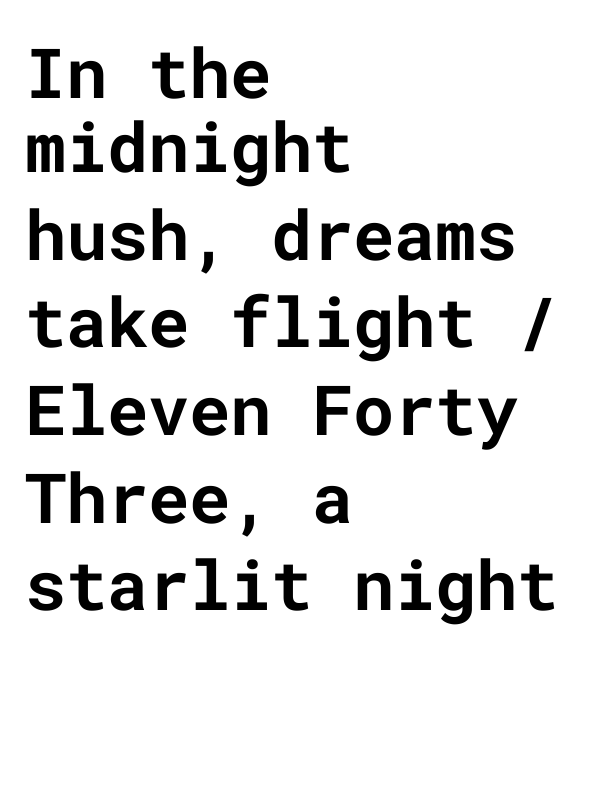 In the
midnight
hush, dreams
take flight /
Eleven Forty
Three, a
starlit night